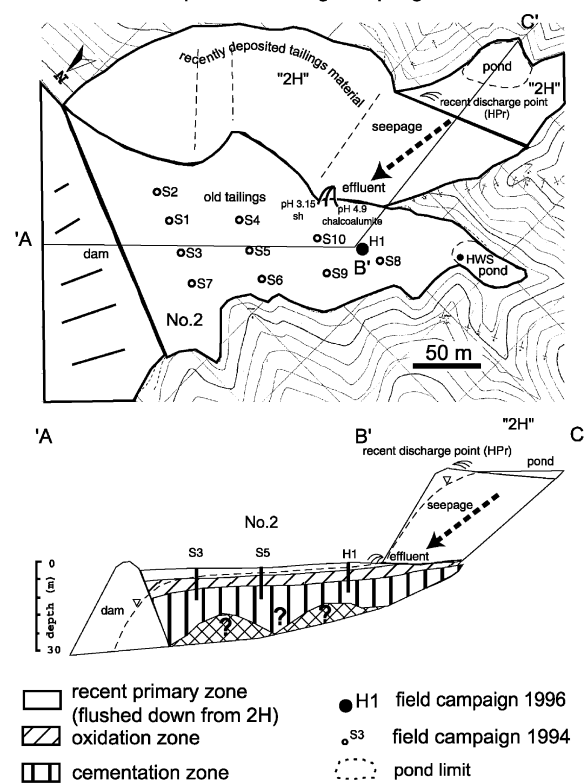 C'
N
recently deposited tailings material
"2H"
pond
"2H"
recent discharge point
(HPr)
seepage
effluent
pH 3.15
sh
pH 4.9
chalcoalumite
old tailings
S2
S1
S4
S10
H1
'A
dam
S3
S5
B'
S8
HWS
pond
S7
S6
S9
No.2
50 m
'A
B'
"2H"
C
recent discharge point (HPr)
pond
seepage
No.2
S3
S5
H1
effluent
0
depth (m)
30
dam
?
?
?
recent primary zone
(flushed down from 2H)
oxidation zone
cementation zone
H1 field campaign 1996
S3 field campaign 1994
pond limit